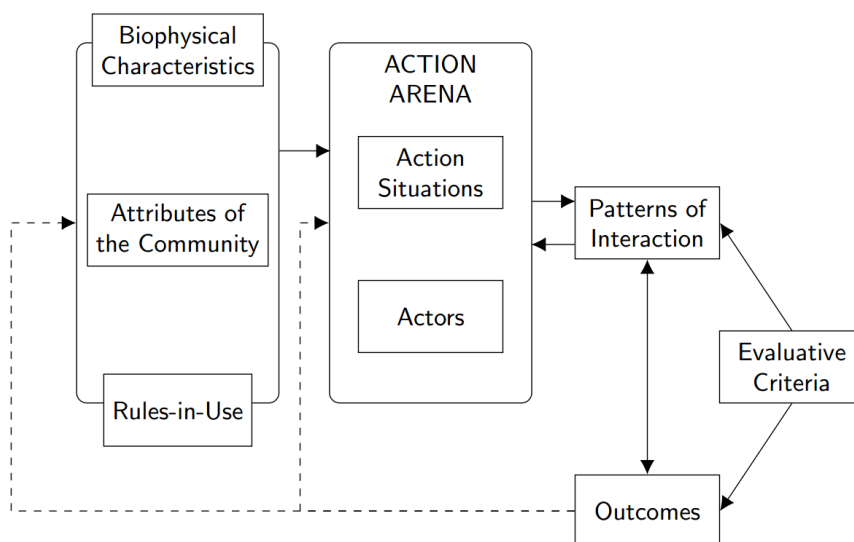 Biophysical
Characteristics
Attributes of
the Community
Rules-in-Use
ACTION
ARENA
Action
Situations
Actors
Patterns of
Interaction
Evaluative
Criteria
Outcomes